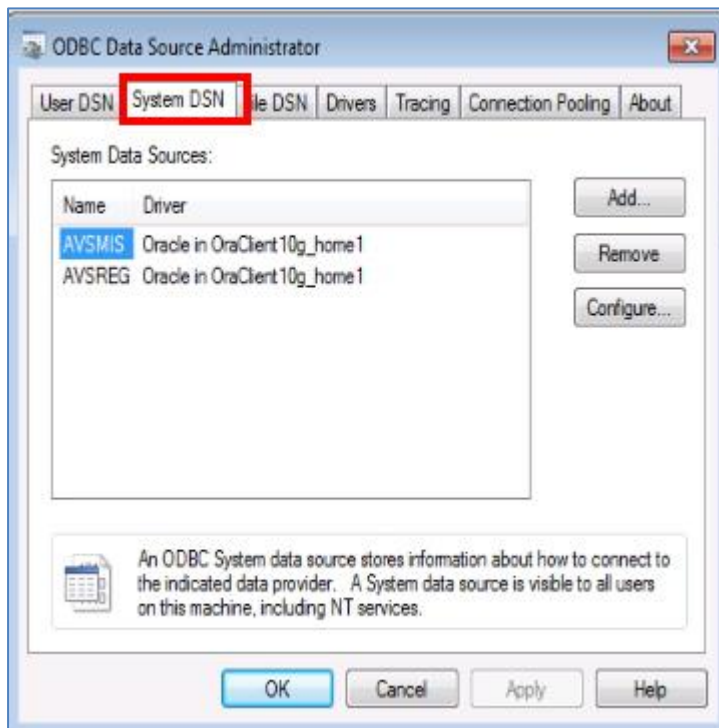 ODBC Data Source Administrator
User DSN System DSN ile DSN Drivers Tracing Connection Pooling About
System Data Sources:
Name Driver
AVSMIS Oracle in OraClient10g_home1
AVSREG Oracle in OraClient10g_home1
Add...
Remove
Configure...
An ODBC System data source stores information about how to connect to
the indicated data provider. A System data source is visible to all users
on this machine, including NT services.
OK Cancel Apply Help